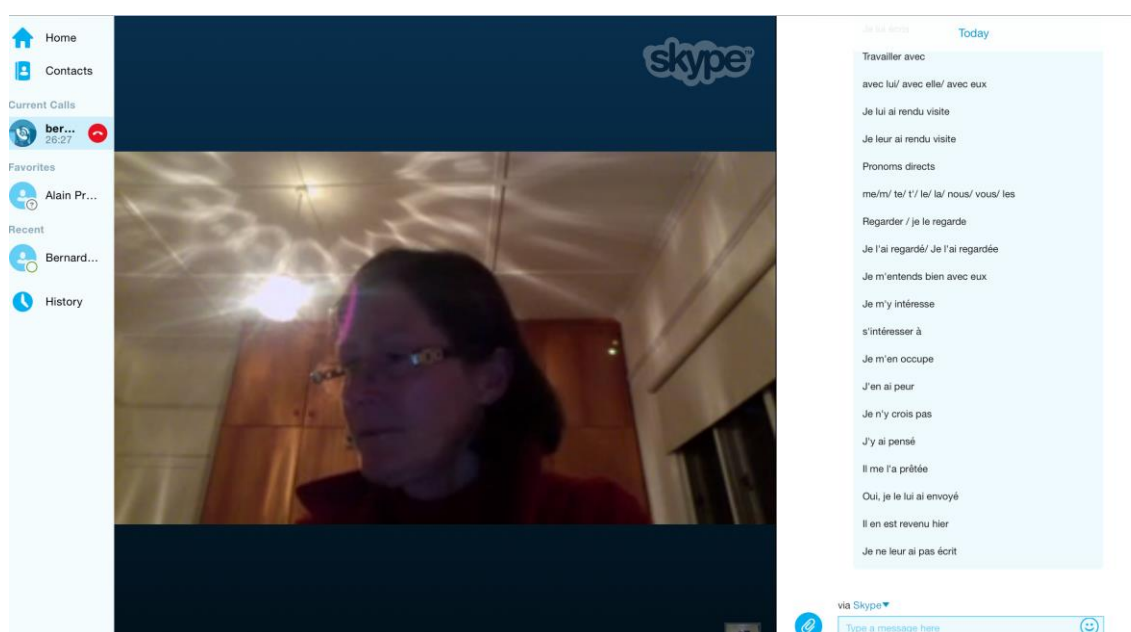 Home
Contacts
Current Calls
ber...
26:27
Favorites
Alain Pr...
Recent
Bernard...
History
skype™
Today
Travailler avec
avec lui/ avec elle/ avec eux
Je lui ai rendu visite
Je leur ai rendu visite
Pronoms directs
me/m/ te/ t'/ le/ la/ nous/ vous/ les
Regarder / je le regarde
Je l'ai regardé/ Je l'ai regardée
Je m'entends bien avec eux
Je m'y intéresse
s'intéresser à
Je m'en occupe
J'en ai peur
Je n'y crois pas
J'y ai pensé
Il me l'a prêtée
Oui, je le lui ai envoyé
Il en est revenu hier
Je ne leur ai pas écrit
via Skype
Type a message here